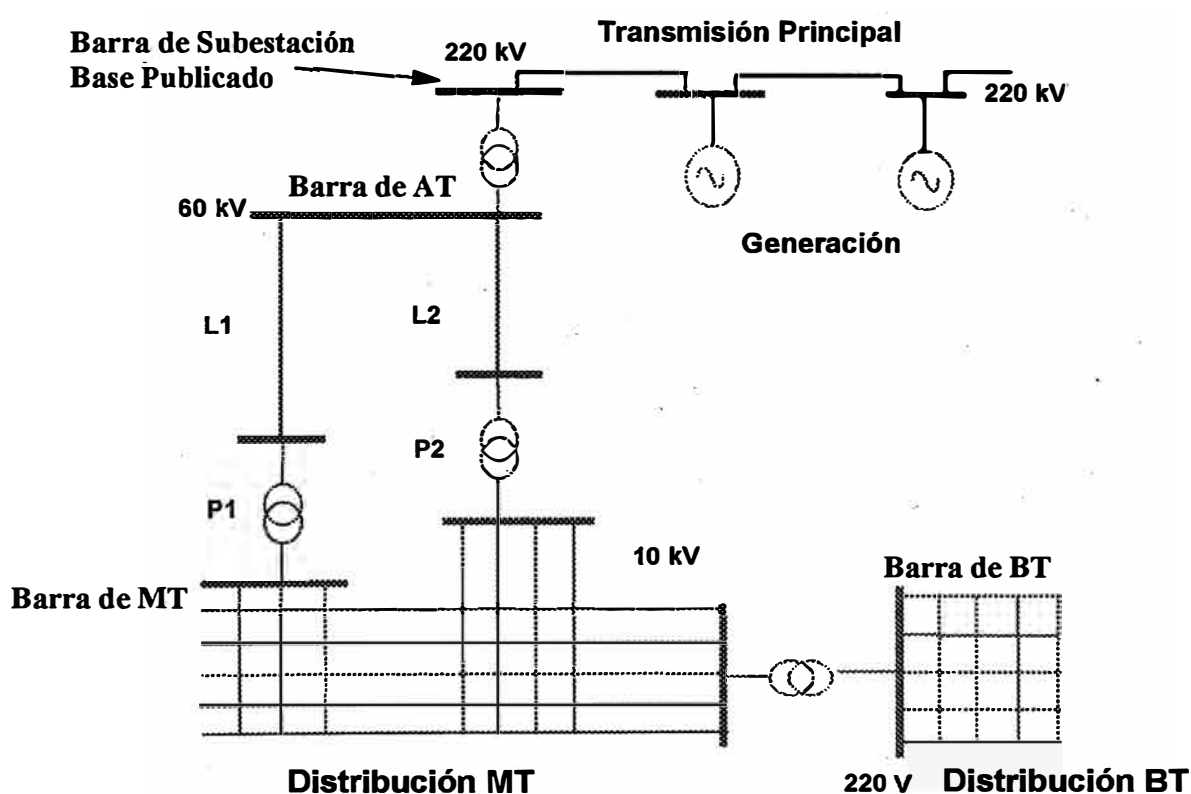 Transmisión Principal
Barra de Subestación
Base Publicado
220 kV
220 kV
Barra de AT
60 kV
Generación
L1
L2
P2
P1
10 kV
Barra de BT
Barra de MT
Distribución MT
220 V
Distribución BT